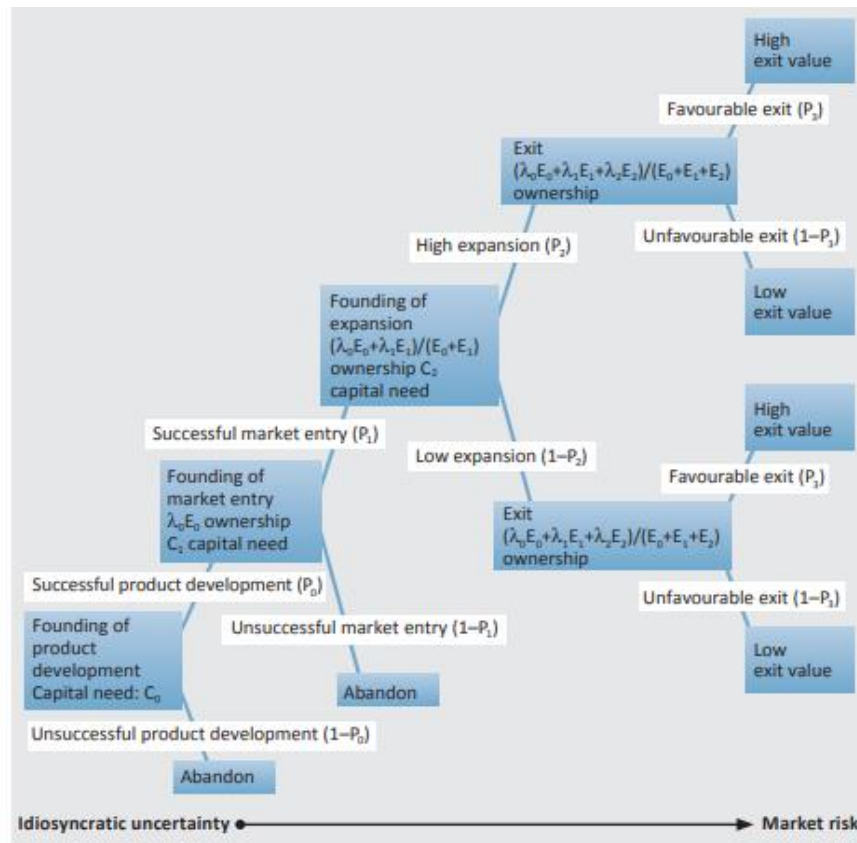 High
exit value
Favourable exit (P₃)
Exit
(λ₀E₀+λ₁E₁+λ₂E₂)/(E₀+E₁+E₂)
ownership
Unfavourable exit (1–P₃)
High expansion (P₂)
Low
exit value
Founding of
expansion
(λ₀E₀+λ₁E₁)/(E₀+E₁)
ownership C₂
capital need
High
exit value
Successful market entry (P₁)
Low expansion (1–P₂)
Favourable exit (P₃)
Founding of
market entry
λ₀E₀ ownership
C₁ capital need
Exit
(λ₀E₀+λ₁E₁+λ₂E₂)/(E₀+E₁+E₂)
ownership
Successful product development (P₀)
Unfavourable exit (1–P₃)
Founding of
product
development
Capital need: C₀
Unsuccessful market entry (1–P₁)
Low
exit value
Abandon
Unsuccessful product development (1–P₀)
Abandon
Idiosyncratic uncertainty
Market risk